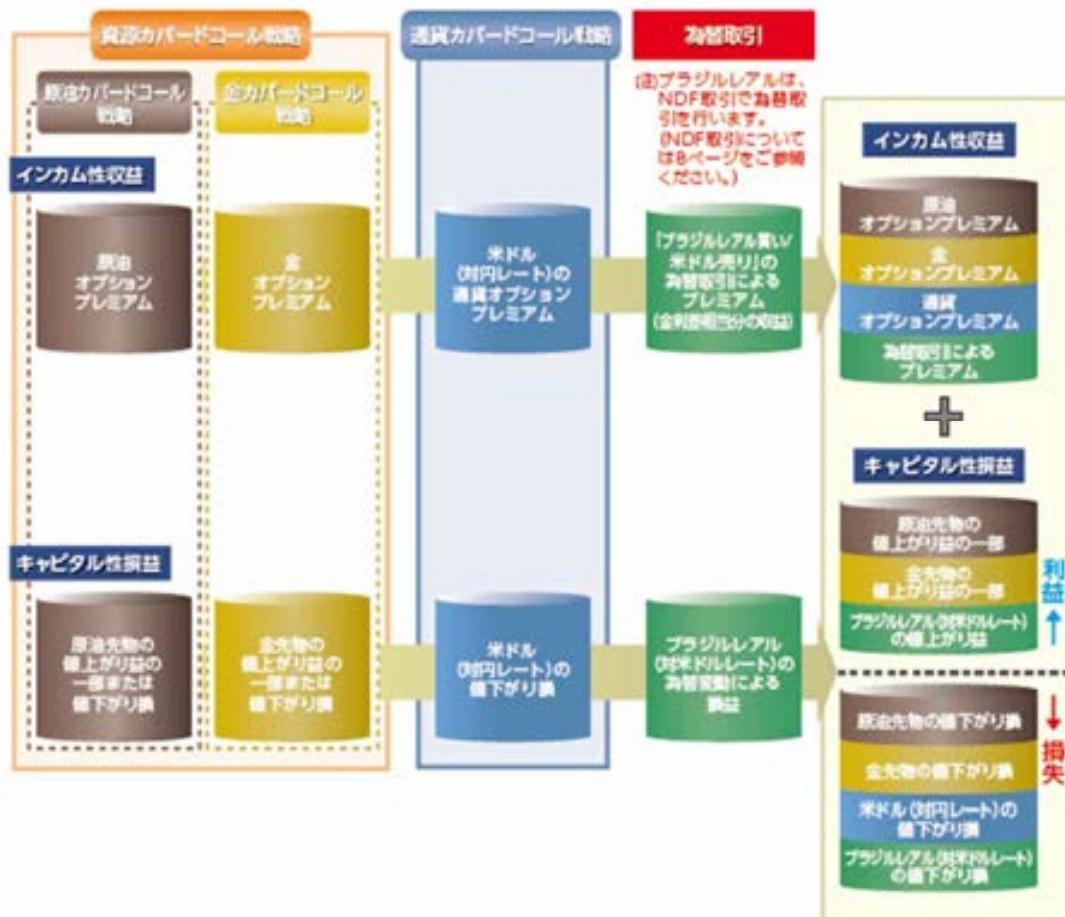 資源カバードコール戦略
通貨カバードコール戦略
為替取引
原油カバードコール
戦略
金カバードコール
戦略
(注)ブラジルレアルは、
NDF取引で為替取
引を行います。
(NDF取引について
は8ページをご参照
ください。)
インカム性収益
原油
オプション
プレミアム
金
オプション
プレミアム
米ドル
(対円レート)の
通貨オプション
プレミアム
「ブラジルレアル買い/
米ドル売り」の
為替取引による
プレミアム
(金利差相当分の収益)
インカム性収益
原油
オプションプレミアム
金
オプションプレミアム
通貨
オプションプレミアム
為替取引による
プレミアム
+
キャピタル性損益
原油先物の
値上がり益の
一部または
値下がり損
金先物の
値上がり益の
一部または
値下がり損
米ドル
(対円レート)の
値下がり損
ブラジルレアル
(対米ドルレート)の
為替変動による
損益
キャピタル性損益
原油先物の
値上がり益の一部
金先物の
値上がり益の一部
ブラジルレアル(対米ドルレート)
の値上がり益
利益
↑
原油先物の値下がり損
金先物の値下がり損
米ドル(対円レート)の
値下がり損
ブラジルレアル(対米ドルレート)
の値下がり損
↓
損失